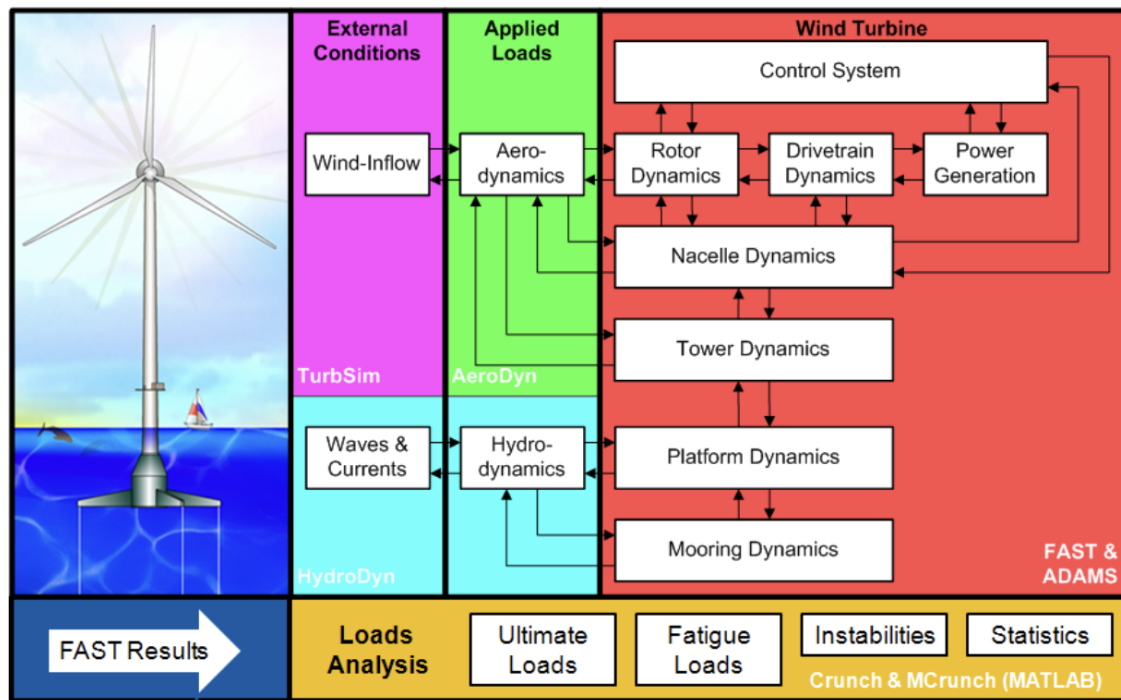 External
Conditions
Applied
Loads
Wind Turbine
Control System
Wind-Inflow
Aero-
dynamics
Rotor
Dynamics
Drivetrain
Dynamics
Power
Generation
Nacelle Dynamics
Tower Dynamics
TurbSim
AeroDyn
Waves &
Currents
Hydro-
dynamics
Platform Dynamics
Mooring Dynamics
HydroDyn
FAST &
ADAMS
FAST Results
Loads
Analysis
Ultimate
Loads
Fatigue
Loads
Instabilities
Statistics
Crunch & MCrunch (MATLAB)